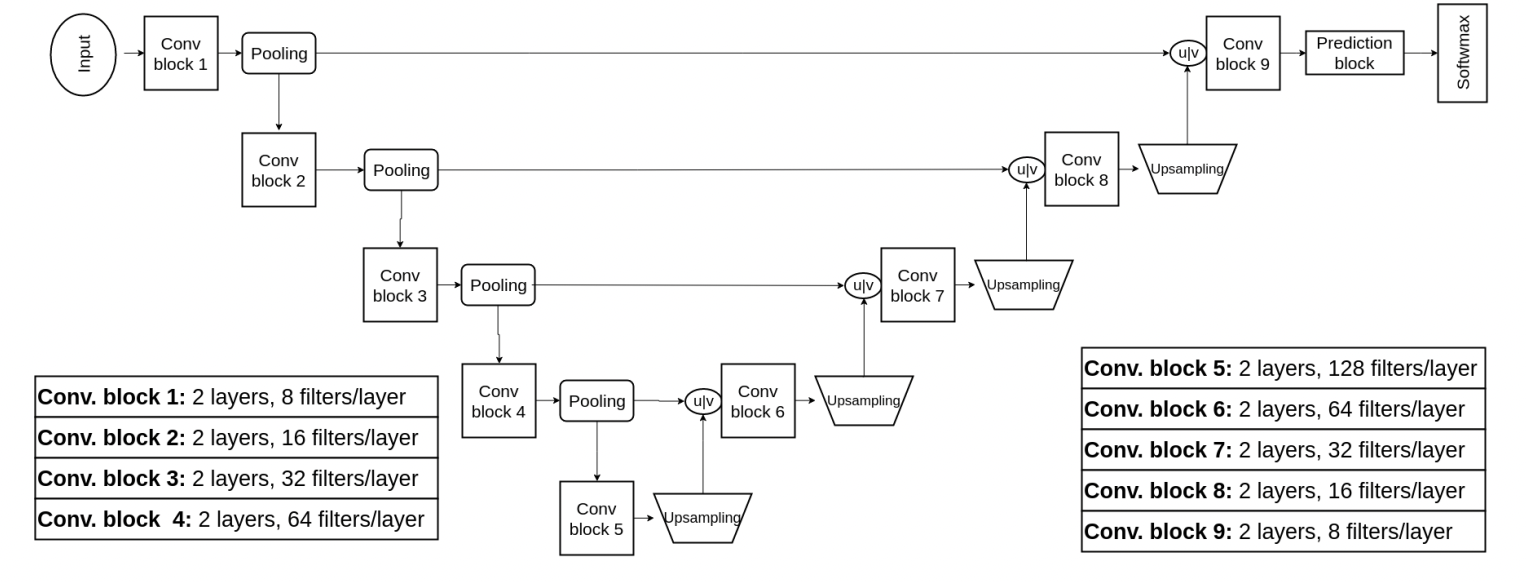 Input
Conv
block 1
Pooling
u|v
Conv
block 9
Prediction
block
Softwmax
Conv
block 2
Pooling
u|v
Conv
block 8
Upsampling
Conv
block 3
Pooling
u|v
Conv
block 7
Upsampling
Conv
block 4
Pooling
u|v
Conv
block 6
Upsampling
Conv
block 5
Upsampling
Conv. block 1: 2 layers, 8 filters/layer
Conv. block 2: 2 layers, 16 filters/layer
Conv. block 3: 2 layers, 32 filters/layer
Conv. block  4: 2 layers, 64 filters/layer
Conv. block 5: 2 layers, 128 filters/layer
Conv. block 6: 2 layers, 64 filters/layer
Conv. block 7: 2 layers, 32 filters/layer
Conv. block 8: 2 layers, 16 filters/layer
Conv. block 9: 2 layers, 8 filters/layer